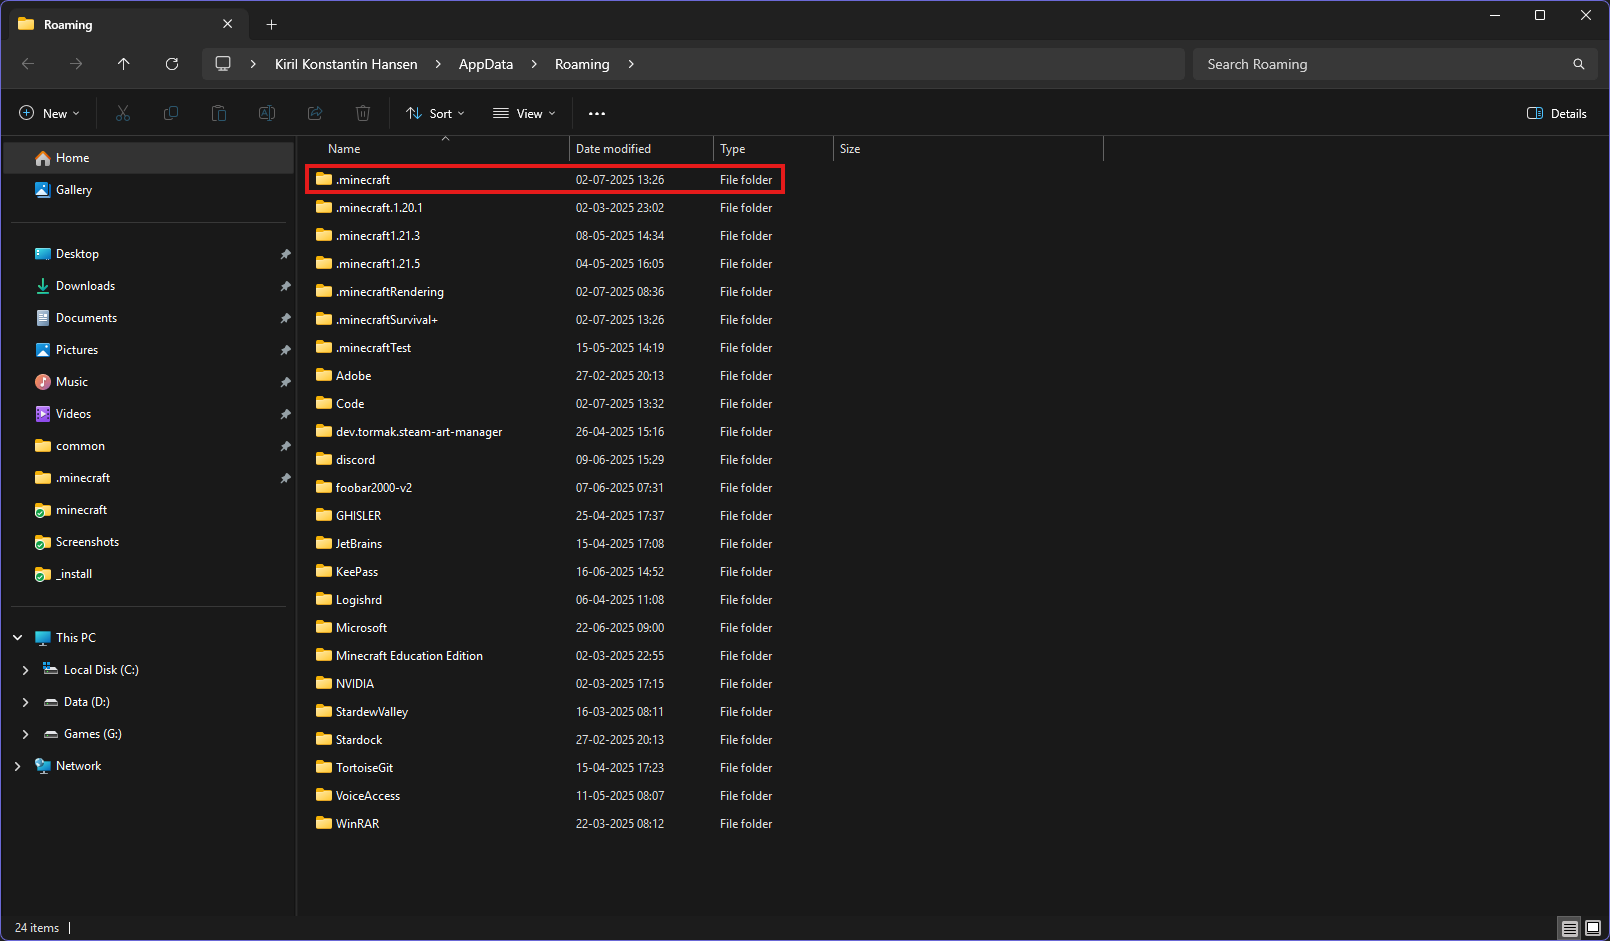 Roaming
Kiril Konstantin Hansen > AppData > Roaming >
Search Roaming
New
Sort
View
Details
Home
Gallery
Desktop
Downloads
Documents
Pictures
Music
Videos
common
.minecraft
minecraft
Screenshots
_install
This PC
Local Disk (C:)
Data (D:)
Games (G:)
Network
Name Date modified Type Size
.minecraft 02-07-2025 13:26 File folder
.minecraft.1.20.1 02-03-2025 23:02 File folder
.minecraft1.21.3 08-05-2025 14:34 File folder
.minecraft1.21.5 04-05-2025 16:05 File folder
.minecraftRendering 02-07-2025 08:36 File folder
.minecraftSurvival+ 02-07-2025 13:26 File folder
.minecraftTest 15-05-2025 14:19 File folder
Adobe 27-02-2025 20:13 File folder
Code 02-07-2025 13:32 File folder
dev.tormak.steam-art-manager 26-04-2025 15:16 File folder
discord 09-06-2025 15:29 File folder
foobar2000-v2 07-06-2025 07:31 File folder
GHISLER 25-04-2025 17:37 File folder
JetBrains 15-04-2025 17:08 File folder
KeePass 16-06-2025 14:52 File folder
Logishrd 06-04-2025 11:08 File folder
Microsoft 22-06-2025 09:00 File folder
Minecraft Education Edition 02-03-2025 22:55 File folder
NVIDIA 02-03-2025 17:15 File folder
StardewValley 16-03-2025 08:11 File folder
Stardock 27-02-2025 20:13 File folder
TortoiseGit 15-04-2025 17:23 File folder
VoiceAccess 11-05-2025 08:07 File folder
WinRAR 22-03-2025 08:12 File folder
24 items